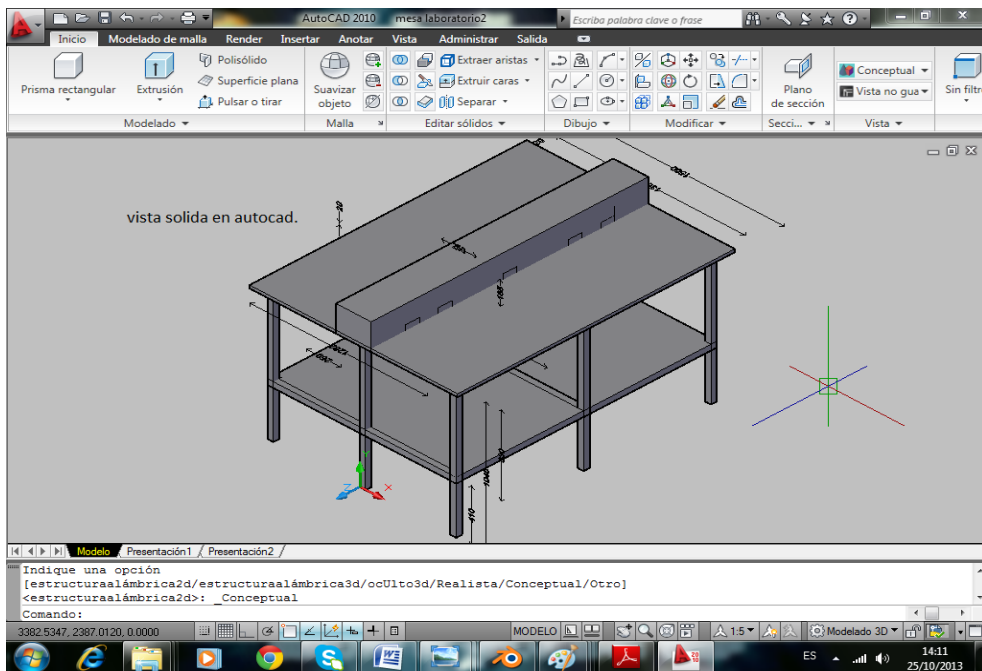 AutoCAD 2010 mesa laboratorio2 Escriba palabra clave o frase
Inicio Modelado de malla Render Insertar Anotar Vista Administrar Salida
Prisma rectangular
Extrusión
Polisólido
Superficie plana
Pulsar o tirar
Modelado
Suavizar objeto
Malla
Extraer aristas
Extruir caras
Separar
Editar sólidos
Dibujo
Modificar
Plano de sección
Secci...
Conceptual
Vista no gua
Vista
Sin filtr
vista solida en autocad.
20
1040
410
Y
Z X
Modelo Presentación1 Presentación2
Indique una opción
[estructuraalámbrica2d/estructuraalámbrica3d/ocUlto3d/Realista/Conceptual/Otro]
<estructuraalámbrica2d>: _Conceptual
Comando:
3382.5347, 2387.0120, 0.0000 MODELO 1:5 Modelado 3D
ES 14:11
25/10/2013